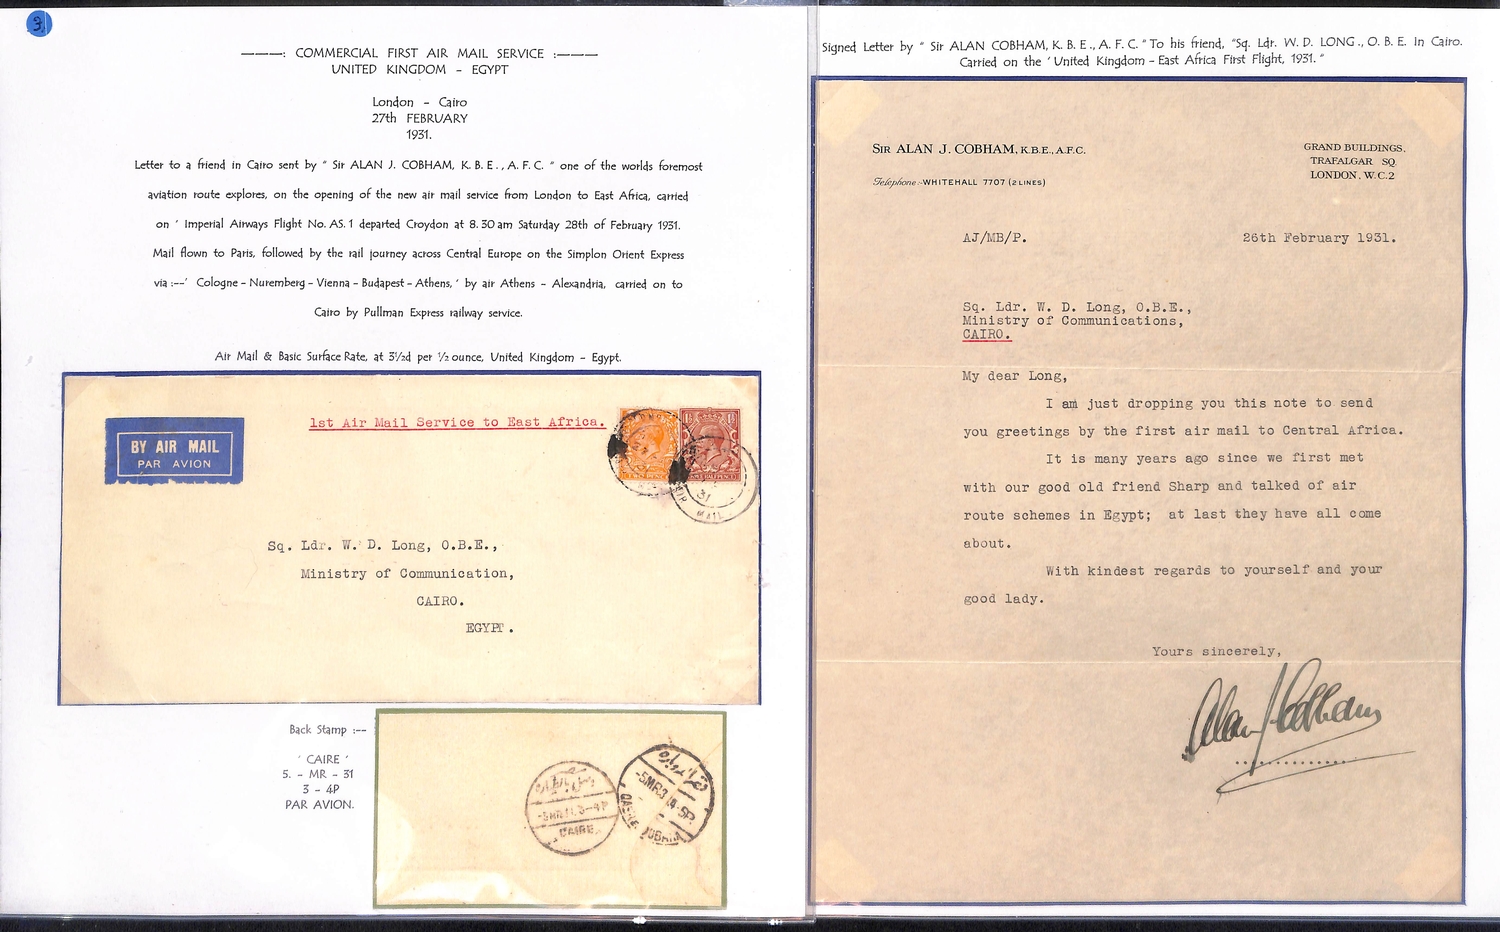 3
———: COMMERCIAL FIRST AIR MAIL SERVICE :———
UNITED KINGDOM - EGYPT
London - Cairo
27th FEBRUARY
1931.
Letter to a friend in Cairo sent by " Sir ALAN J. COBHAM, K. B. E., A. F. C. " one of the worlds foremost
aviation route explores, on the opening of the new air mail service from London to East Africa, carried
on ' Imperial Airways Flight No. AS. 1 departed Croydon at 8. 30 am Saturday 28th of February 1931.
Mail flown to Paris, followed by the rail journey across Central Europe on the Simplon Orient Express
via :--' Cologne - Nuremberg - Vienna - Budapest - Athens, ' by air Athens - Alexandria, carried on to
Cairo by Pullman Express railway service.
Air Mail & Basic Surface Rate, at 3½d per ½ ounce, United Kingdom - Egypt.
1st Air Mail Service to East Africa.
BY AIR MAIL
PAR AVION
31
AIR MAIL
Sq. Ldr. W. D. Long, O.B.E.,
Ministry of Communication,
CAIRO.
EGYPT.
Back Stamp :--
' CAIRE '
5. - MR - 31
3 - 4P
PAR AVION.
-5 MR 31. 3-4P
CAIRE
-5 MR 31 4-5P
Signed Letter by " Sir ALAN COBHAM, K. B. E., A. F. C. " To his friend, "Sq. Ldr. W. D. LONG., O. B. E. In Cairo.
Carried on the ' United Kingdom - East Africa First Flight, 1931. "
SIR ALAN J. COBHAM, K.B.E., A.F.C.
Telephone:-WHITEHALL 7707 (2 LINES)
GRAND BUILDINGS.
TRAFALGAR SQ.
LONDON, W.C.2
AJ/MB/P.
26th February 1931.
Sq. Ldr. W. D. Long, O.B.E.,
Ministry of Communications,
CAIRO.
My dear Long,
I am just dropping you this note to send
you greetings by the first air mail to Central Africa.
It is many years ago since we first met
with our good old friend Sharp and talked of air
route schemes in Egypt; at last they have all come
about.
With kindest regards to yourself and your
good lady.
Yours sincerely,
Alan J Cobham